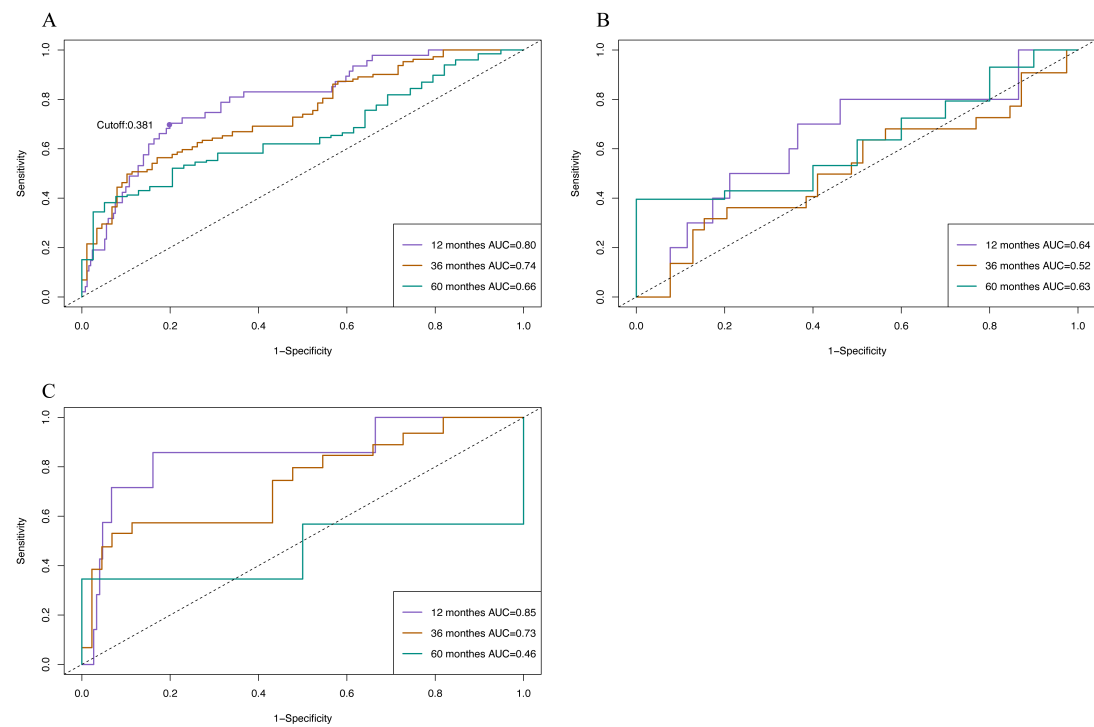 A
1.0
0.8
0.6
0.4
0.2
0.0
Sensitivity
Cutoff:0.381
12 monthes AUC=0.80
36 monthes AUC=0.74
60 monthes AUC=0.66
0.0 0.2 0.4 0.6 0.8 1.0
1−Specificity
B
1.0
0.8
0.6
0.4
0.2
0.0
Sensitivity
12 monthes AUC=0.64
36 monthes AUC=0.52
60 monthes AUC=0.63
0.0 0.2 0.4 0.6 0.8 1.0
1−Specificity
C
1.0
0.8
0.6
0.4
0.2
0.0
Sensitivity
12 monthes AUC=0.85
36 monthes AUC=0.73
60 monthes AUC=0.46
0.0 0.2 0.4 0.6 0.8 1.0
1−Specificity